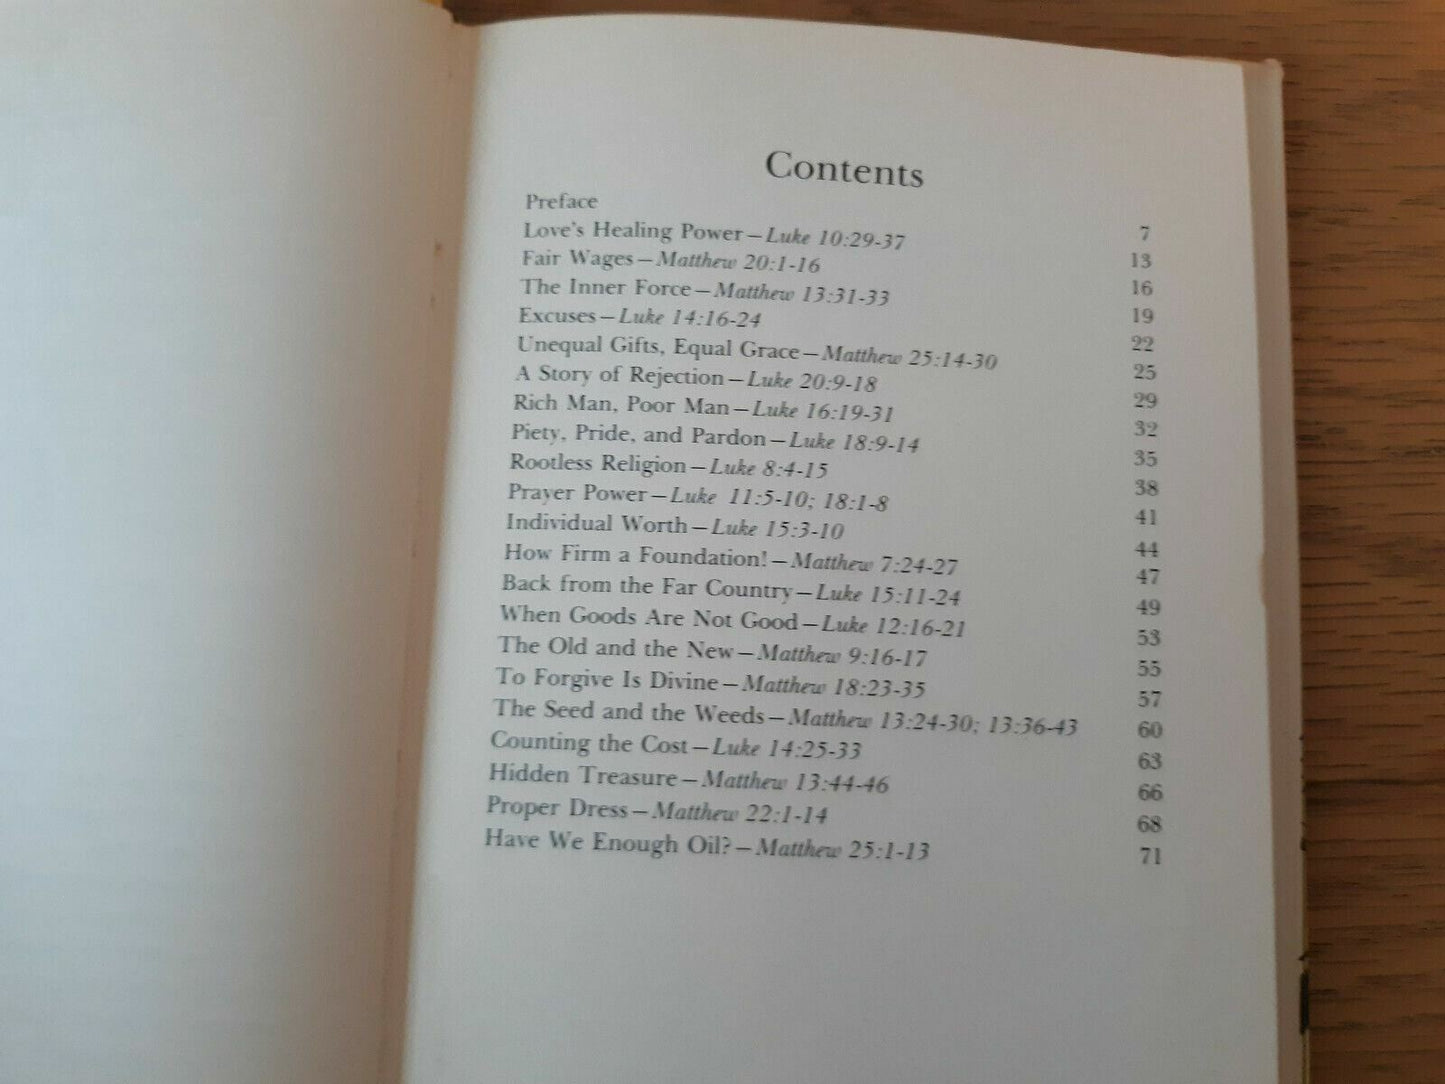 Contents
Preface 7
Love's Healing Power—Luke 10:29-37 13
Fair Wages—Matthew 20:1-16 16
The Inner Force—Matthew 13:31-33 19
Excuses—Luke 14:16-24 22
Unequal Gifts, Equal Grace—Matthew 25:14-30 25
A Story of Rejection—Luke 20:9-18 29
Rich Man, Poor Man—Luke 16:19-31 32
Piety, Pride, and Pardon—Luke 18:9-14 35
Rootless Religion—Luke 8:4-15 38
Prayer Power—Luke 11:5-10; 18:1-8 41
Individual Worth—Luke 15:3-10 44
How Firm a Foundation!—Matthew 7:24-27 47
Back from the Far Country—Luke 15:11-24 49
When Goods Are Not Good—Luke 12:16-21 53
The Old and the New—Matthew 9:16-17 55
To Forgive Is Divine—Matthew 18:23-35 57
The Seed and the Weeds—Matthew 13:24-30; 13:36-43 60
Counting the Cost—Luke 14:25-33 63
Hidden Treasure—Matthew 13:44-46 66
Proper Dress—Matthew 22:1-14 68
Have We Enough Oil?—Matthew 25:1-13 71